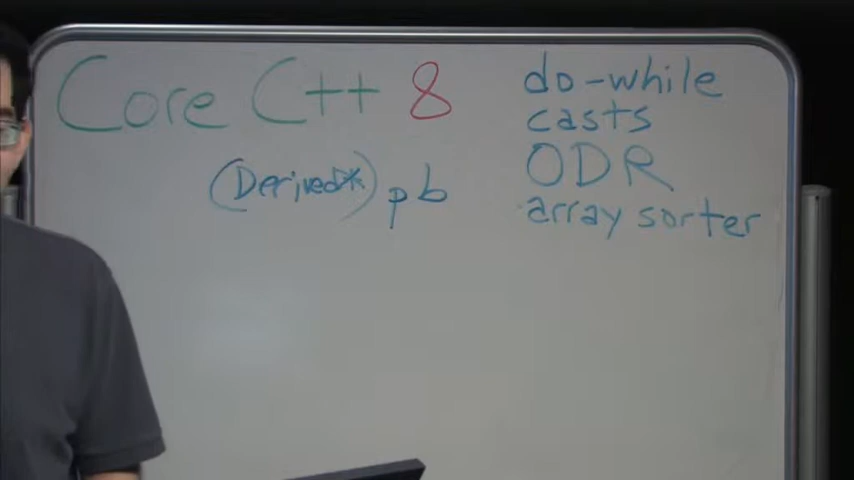 Core C++ 8
(Derived*) pb
do-while
casts
ODR
array sorter